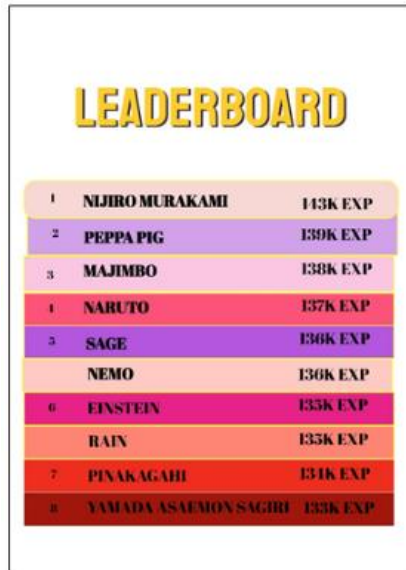 LEADERBOARD
1 NIJIRO MURAKAMI 143K EXP
2 PEPPA PIG 139K EXP
3 MAJIMBO 138K EXP
4 NARUTO 137K EXP
5 SAGE 136K EXP
NEMO 136K EXP
6 EINSTEIN 135K EXP
RAIN 135K EXP
7 PINAKAGAHI 134K EXP
8 YAMADA ASAEMON SAGIRI 133K EXP